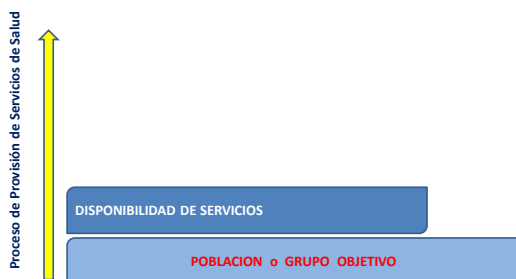 Proceso de Provisión de Servicios de Salud
DISPONIBILIDAD DE SERVICIOS
POBLACION o GRUPO OBJETIVO